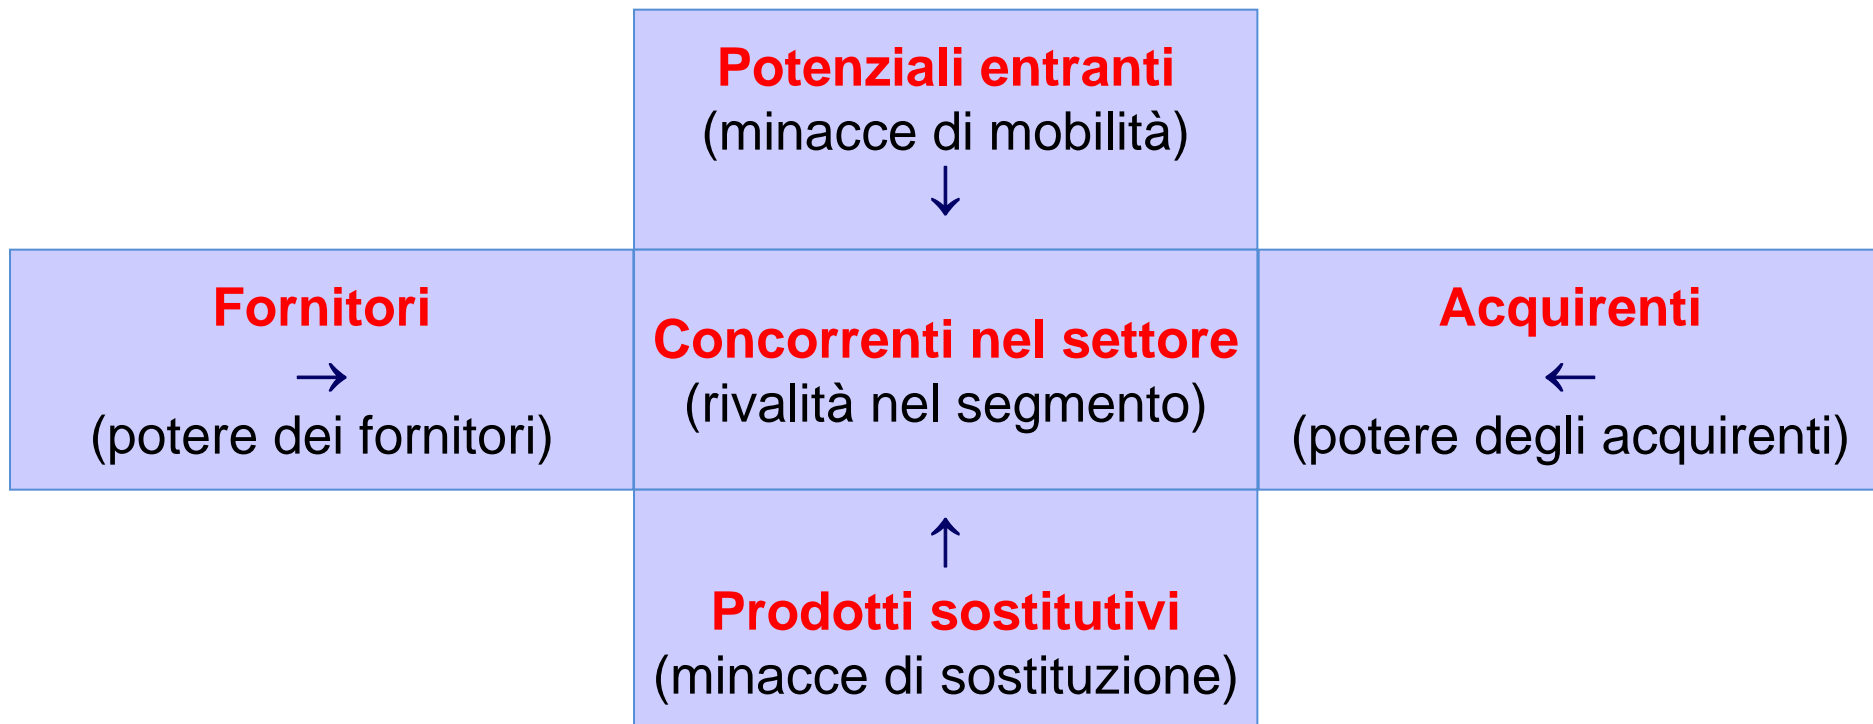 Potenziali entranti
(minacce di mobilità)
↓
Fornitori
→
(potere dei fornitori)
Concorrenti nel settore
(rivalità nel segmento)
Acquirenti
←
(potere degli acquirenti)
↑
Prodotti sostitutivi
(minacce di sostituzione)